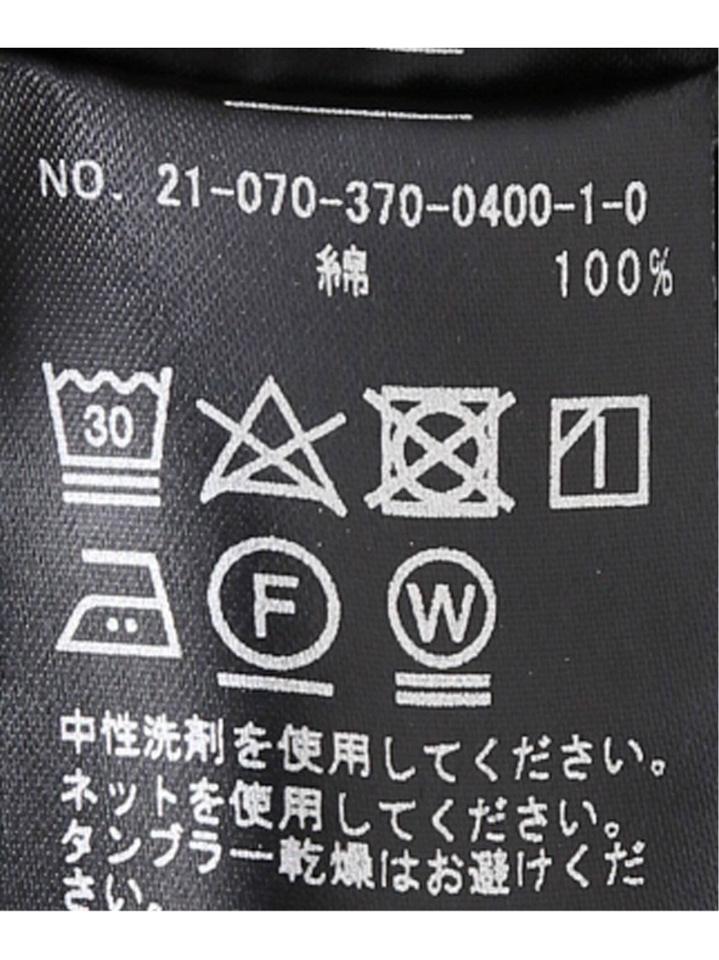 NO. 21-070-370-0400-1-0
綿 100%
30
F W
中性洗剤を使用してください。
ネットを使用してください。
タンブラー乾燥はお避けくだ
さい。